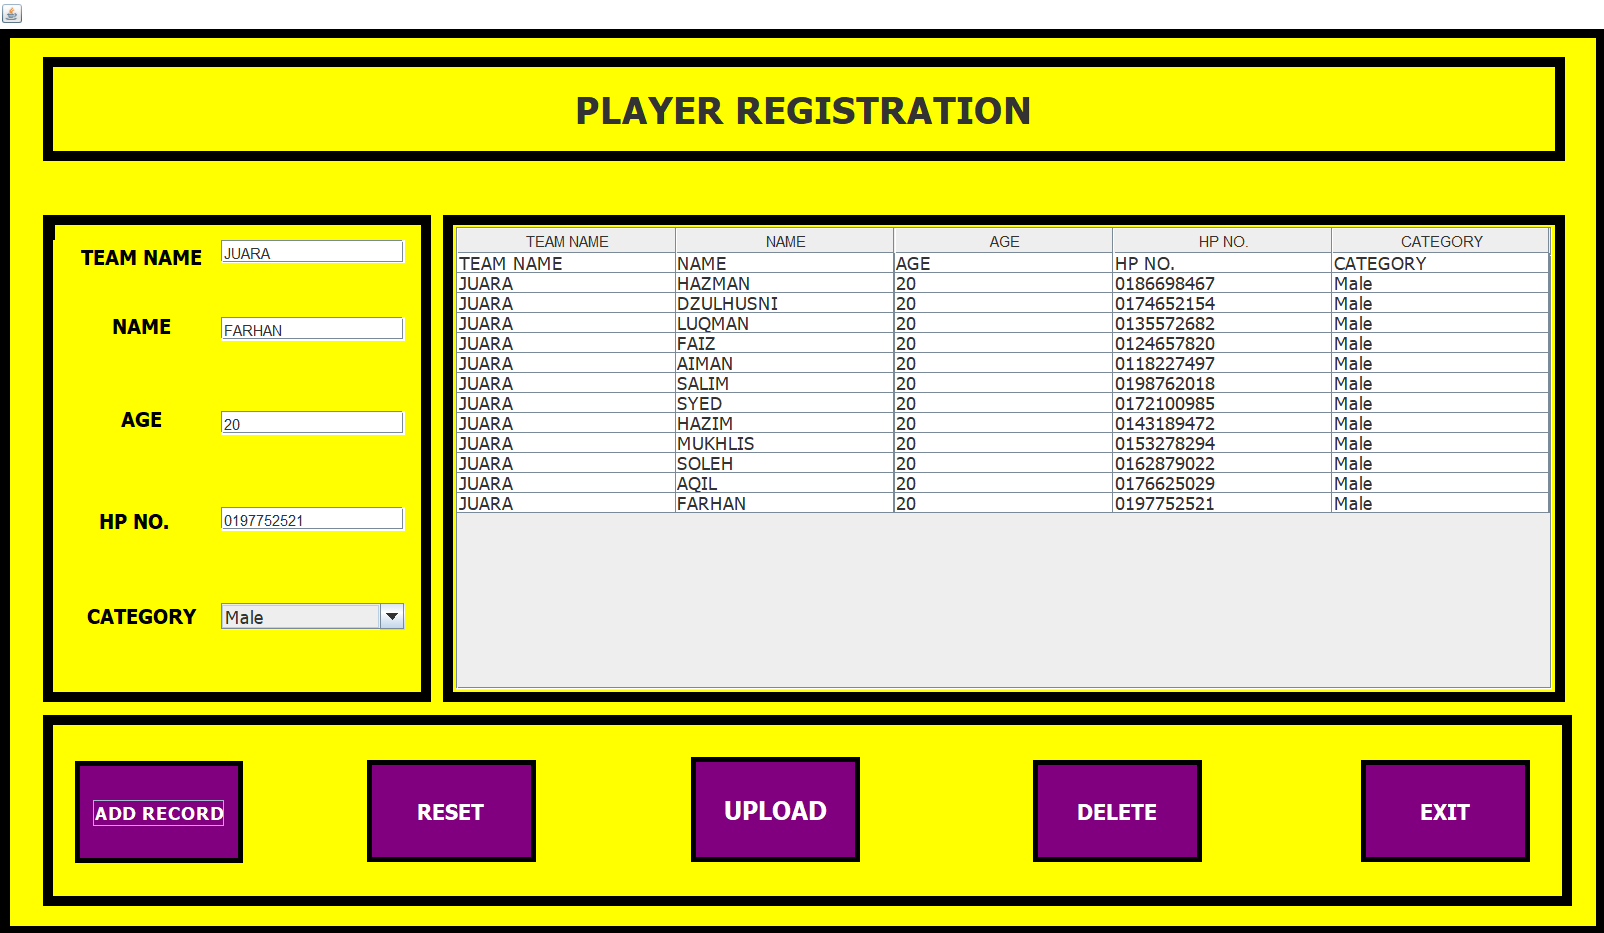 PLAYER REGISTRATION
TEAM NAME JUARA
NAME FARHAN
AGE 20
HP NO. 0197752521
CATEGORY Male
TEAM NAME NAME AGE HP NO. CATEGORY
TEAM NAME NAME AGE HP NO. CATEGORY
JUARA HAZMAN 20 0186698467 Male
JUARA DZULHUSNI 20 0174652154 Male
JUARA LUQMAN 20 0135572682 Male
JUARA FAIZ 20 0124657820 Male
JUARA AIMAN 20 0118227497 Male
JUARA SALIM 20 0198762018 Male
JUARA SYED 20 0172100985 Male
JUARA HAZIM 20 0143189472 Male
JUARA MUKHLIS 20 0153278294 Male
JUARA SOLEH 20 0162879022 Male
JUARA AQIL 20 0176625029 Male
JUARA FARHAN 20 0197752521 Male
ADD RECORD RESET UPLOAD DELETE EXIT